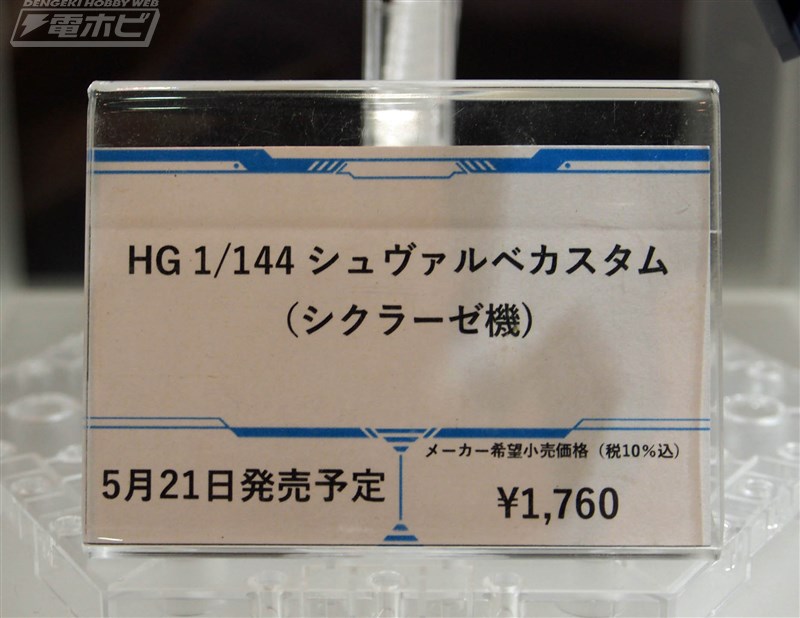 DENGEKI HOBBY WEB
電ホビ
HG 1/144 シュヴァルベカスタム
(シクラーゼ機)
5月21日発売予定
メーカー希望小売価格（税10%込）
¥1,760